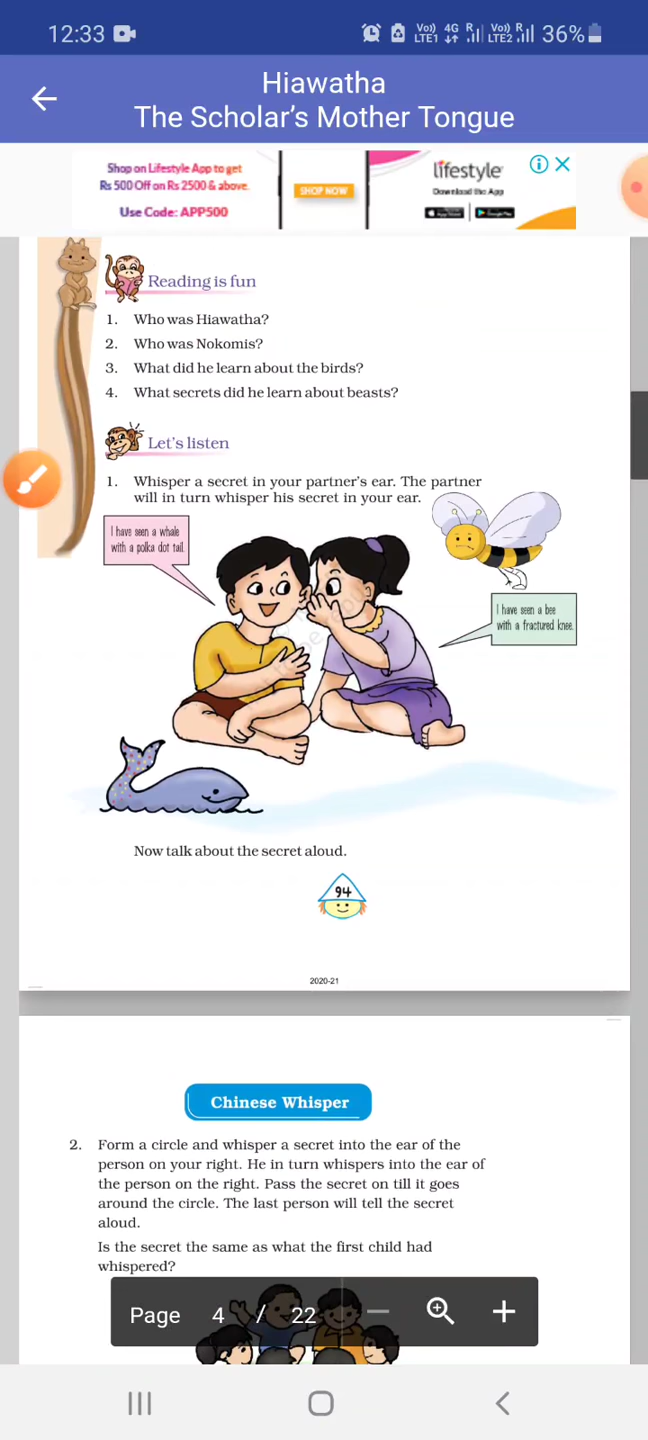 12:33
Vo)) LTE1 4G R Vo)) LTE2 R 36%
Hiawatha
The Scholar's Mother Tongue
Shop on Lifestyle App to get
Rs 500 Off on Rs 2500 & above.
Use Code: APP500
SHOP NOW
lifestyle
Download the App
Reading is fun
1. Who was Hiawatha?
2. Who was Nokomis?
3. What did he learn about the birds?
4. What secrets did he learn about beasts?
Let's listen
1. Whisper a secret in your partner's ear. The partner
will in turn whisper his secret in your ear.
I have seen a whale
with a polka dot tail.
I have seen a bee
with a fractured knee.
Now talk about the secret aloud.
94
2020-21
Chinese Whisper
2. Form a circle and whisper a secret into the ear of the
person on your right. He in turn whispers into the ear of
the person on the right. Pass the secret on till it goes
around the circle. The last person will tell the secret
aloud.
Is the secret the same as what the first child had
whispered?
Page 4 / 22